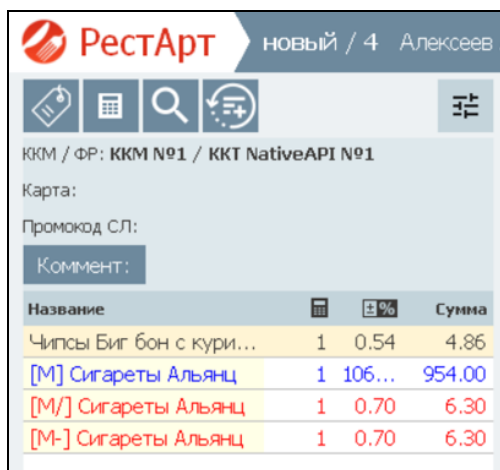 РестАрт новый / 4 Алексеев
ККМ / ФР: ККМ №1 / ККТ NativeAPI №1
Карта:
Промокод СЛ:
Коммент:
Название ±% Сумма
Чипсы Биг бон с кури... 1 0.54 4.86
[М] Сигареты Альянц 1 106... 954.00
[М/] Сигареты Альянц 1 0.70 6.30
[М-] Сигареты Альянц 1 0.70 6.30